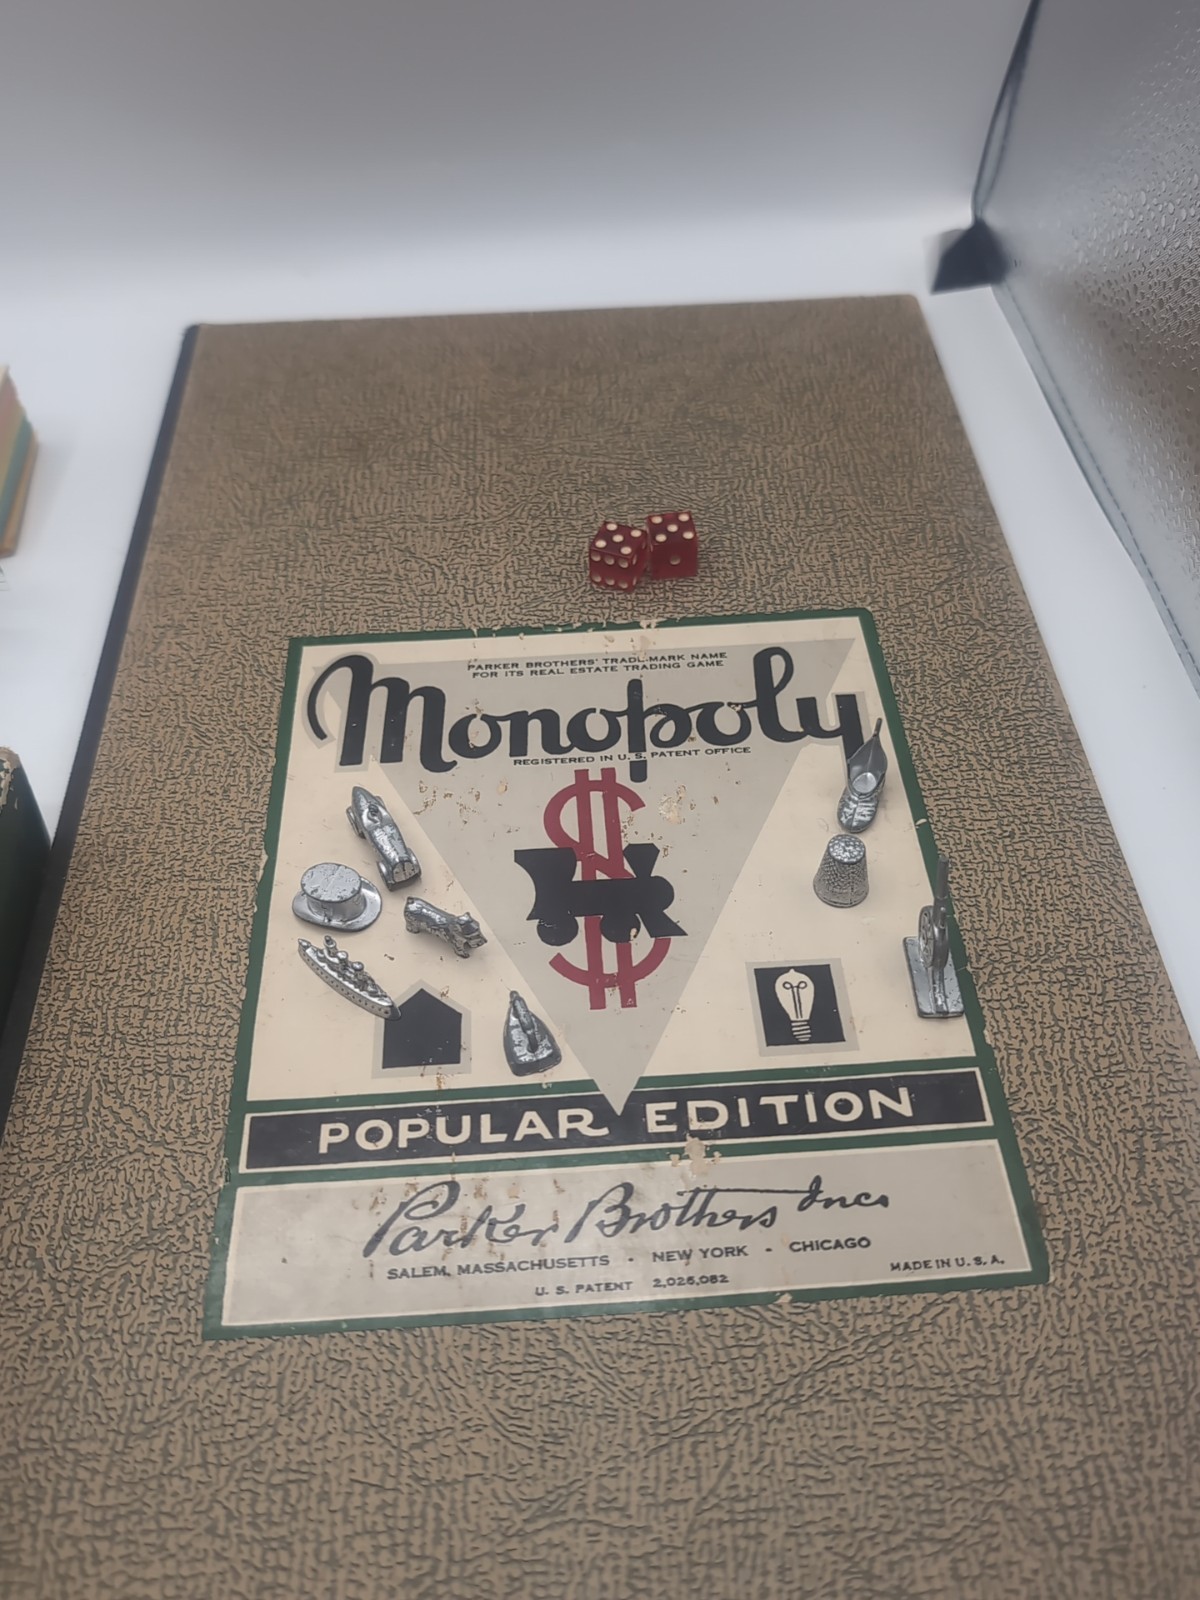 PARKER BROTHERS' TRADE-MARK NAME
FOR ITS REAL ESTATE TRADING GAME
Monopoly
REGISTERED IN U. S. PATENT OFFICE
POPULAR EDITION
Parker Brothers Inc.
SALEM, MASSACHUSETTS - NEW YORK - CHICAGO
U. S. PATENT 2,026,082
MADE IN U. S. A.